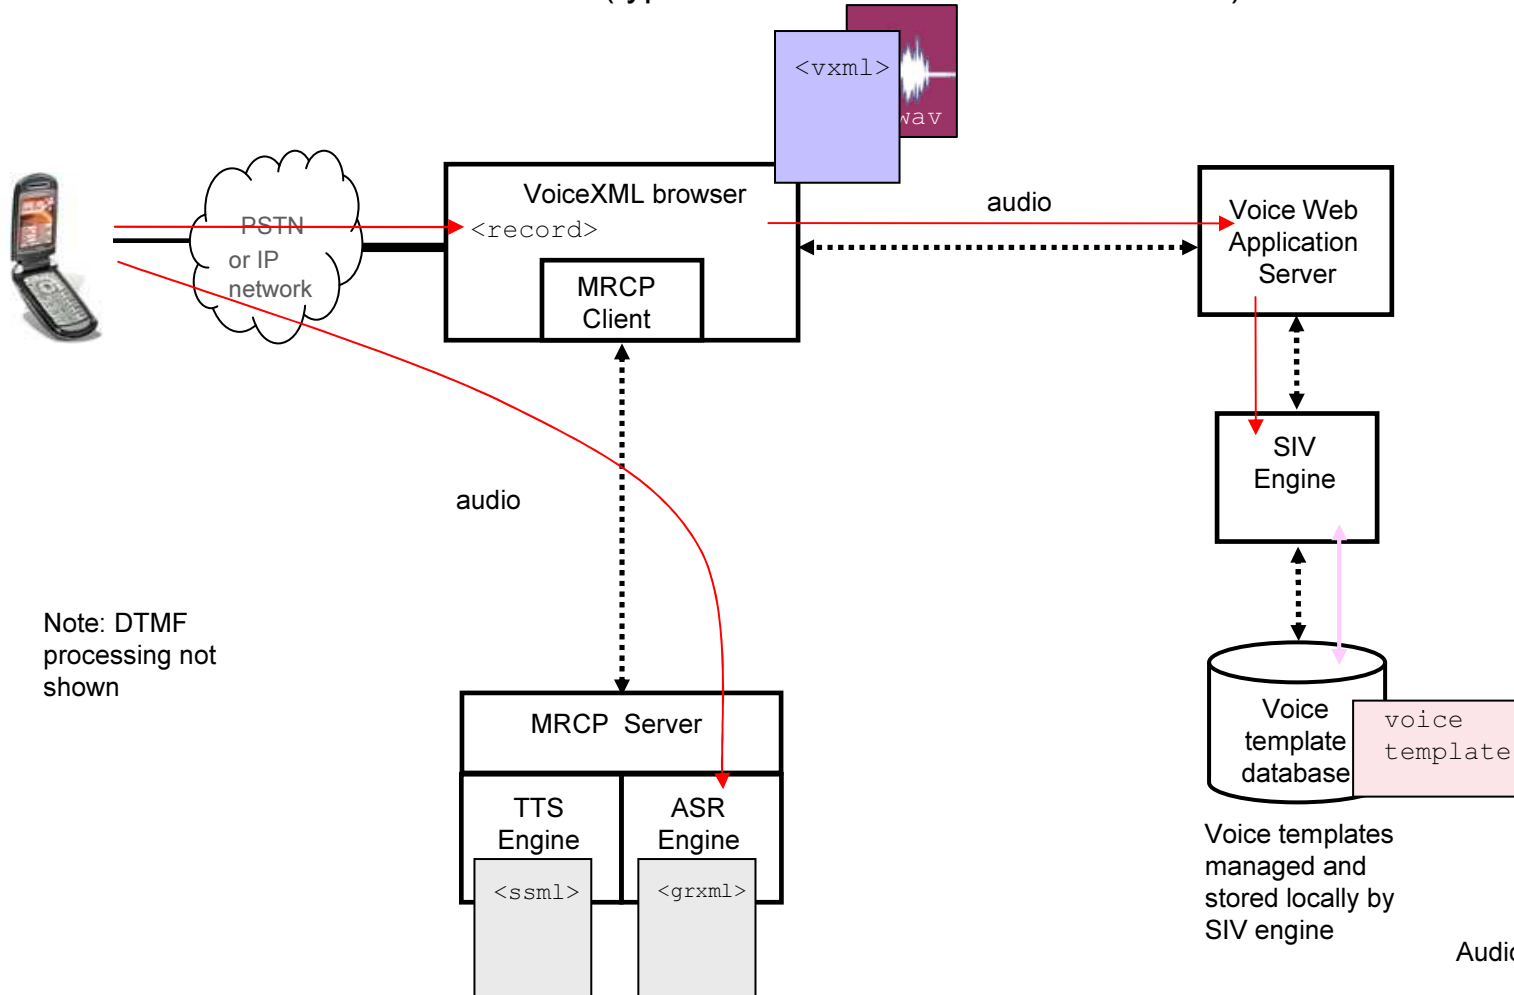 <vxml>
wav
VoiceXML browser
<record>
PSTN
or IP
network
MRCP
Client
audio
Voice Web
Application
Server
SIV
Engine
audio
Note: DTMF
processing not
shown
MRCP Server
TTS
Engine
ASR
Engine
<ssml>
<grxml>
Voice
template
database
voice
template
Voice templates
managed and
stored locally by
SIV engine